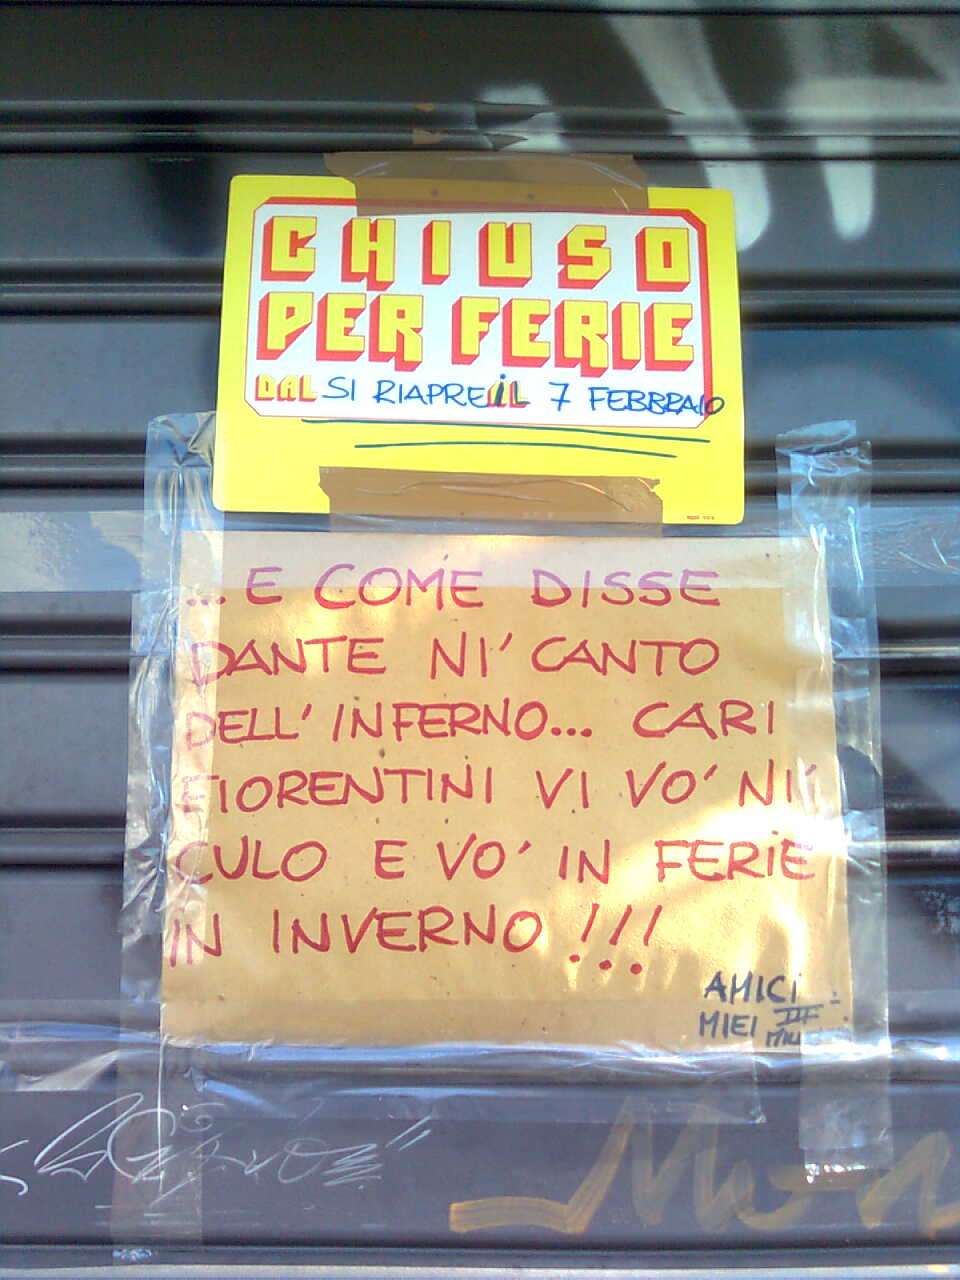 CHIUSO
PER FERIE
DAL SI RIAPRE IL 7 FEBBRAIO
... E COME DISSE
DANTE NI' CANTO
DELL'INFERNO... CARI
FIORENTINI VI VO' NI'
CULO E VO' IN FERIE
IN INVERNO !!!
AMICI
MIEI III